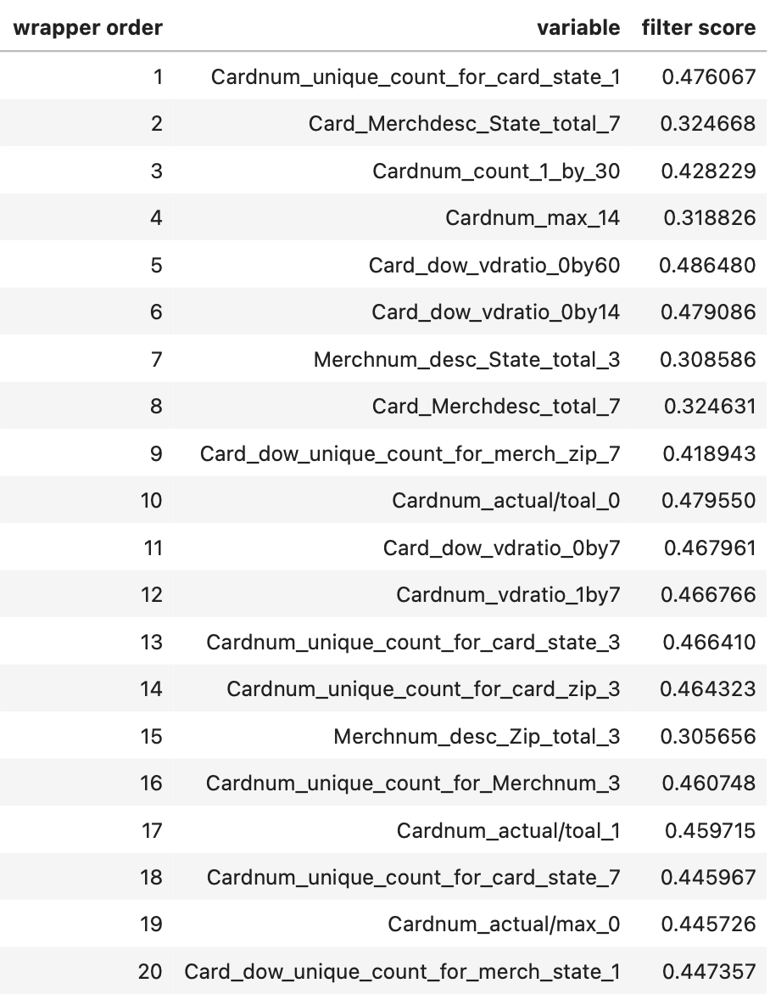 wrapper order variable filter score
1 Cardnum_unique_count_for_card_state_1 0.476067
2 Card_Merchdesc_State_total_7 0.324668
3 Cardnum_count_1_by_30 0.428229
4 Cardnum_max_14 0.318826
5 Card_dow_vdratio_0by60 0.486480
6 Card_dow_vdratio_0by14 0.479086
7 Merchnum_desc_State_total_3 0.308586
8 Card_Merchdesc_total_7 0.324631
9 Card_dow_unique_count_for_merch_zip_7 0.418943
10 Cardnum_actual/toal_0 0.479550
11 Card_dow_vdratio_0by7 0.467961
12 Cardnum_vdratio_1by7 0.466766
13 Cardnum_unique_count_for_card_state_3 0.466410
14 Cardnum_unique_count_for_card_zip_3 0.464323
15 Merchnum_desc_Zip_total_3 0.305656
16 Cardnum_unique_count_for_Merchnum_3 0.460748
17 Cardnum_actual/toal_1 0.459715
18 Cardnum_unique_count_for_card_state_7 0.445967
19 Cardnum_actual/max_0 0.445726
20 Card_dow_unique_count_for_merch_state_1 0.447357